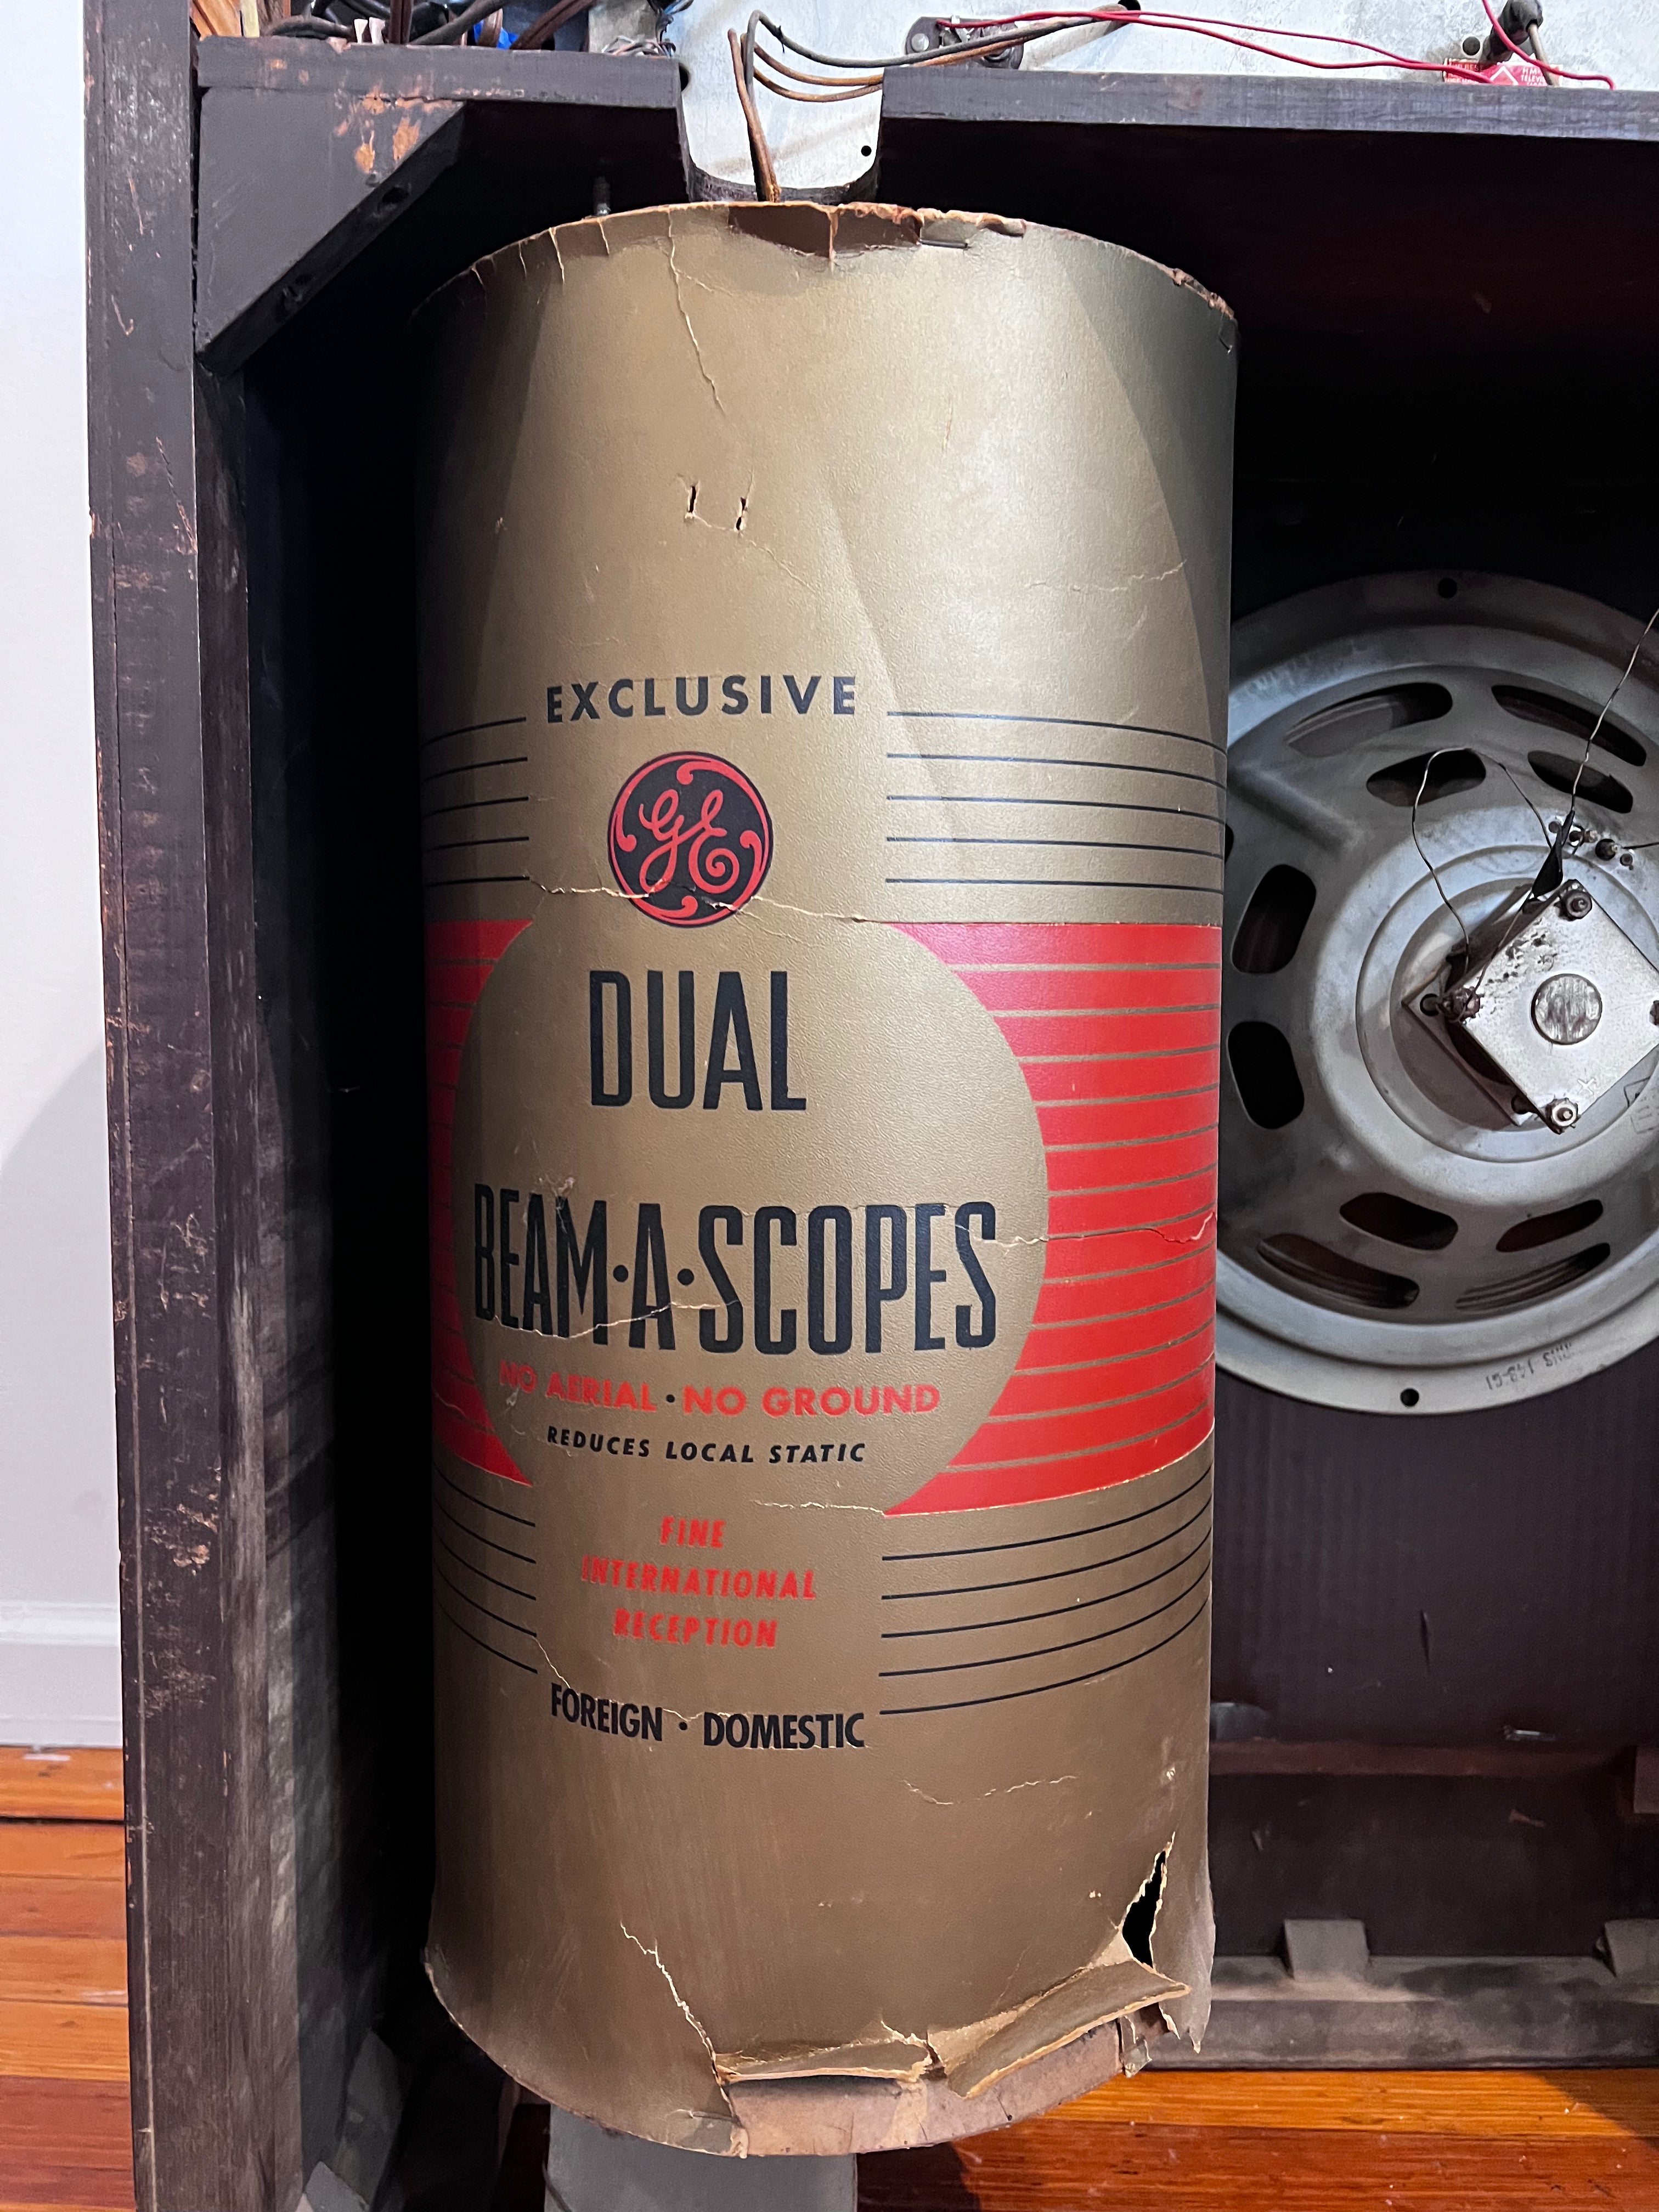 EXCLUSIVE
GE
DUAL
BEAM·A·SCOPES
NO AERIAL·NO GROUND
REDUCES LOCAL STATIC
FINE
INTERNATIONAL
RECEPTION
FOREIGN · DOMESTIC